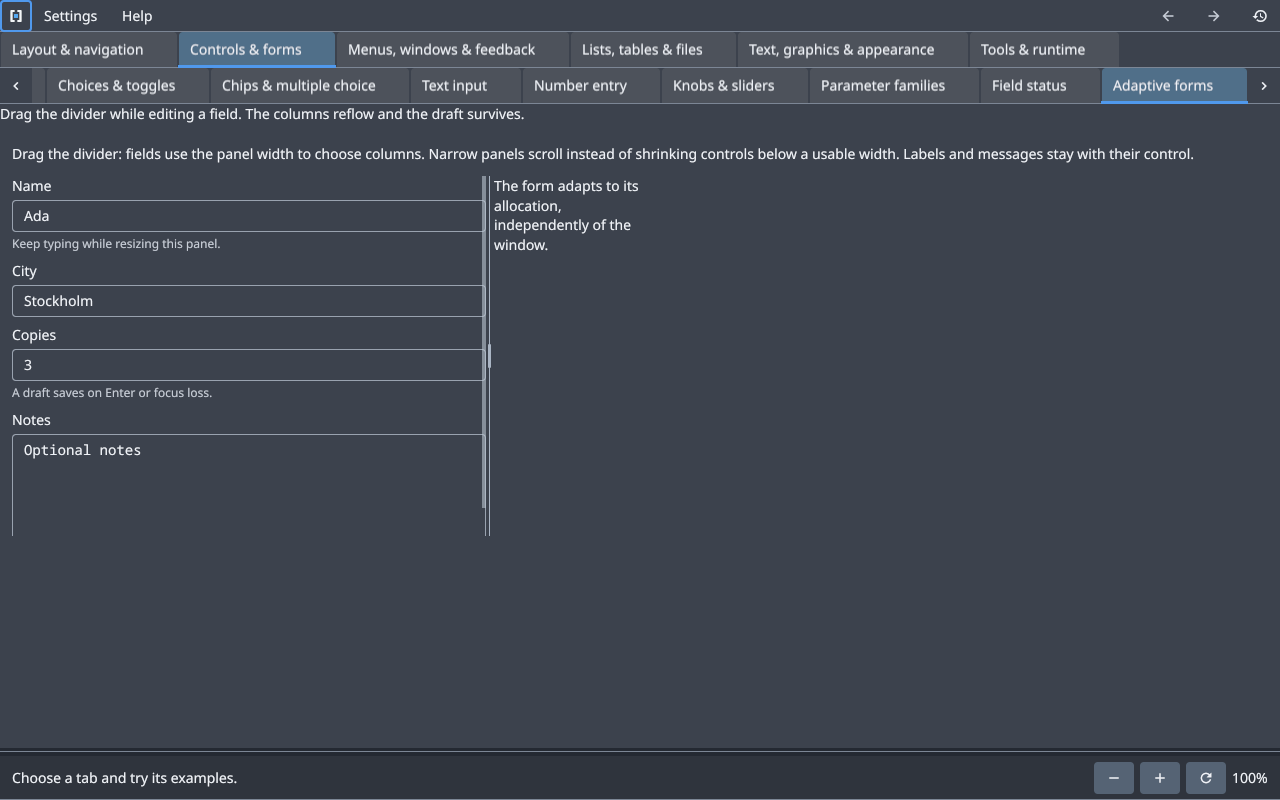 Settings Help
Layout & navigation Controls & forms Menus, windows & feedback Lists, tables & files Text, graphics & appearance Tools & runtime
Choices & toggles Chips & multiple choice Text input Number entry Knobs & sliders Parameter families Field status Adaptive forms
Drag the divider while editing a field. The columns reflow and the draft survives.
Drag the divider: fields use the panel width to choose columns. Narrow panels scroll instead of shrinking controls below a usable width. Labels and messages stay with their control.
Name
Ada
Keep typing while resizing this panel.
City
Stockholm
Copies
3
A draft saves on Enter or focus loss.
Notes
Optional notes
The form adapts to its
allocation,
independently of the
window.
Choose a tab and try its examples.
100%